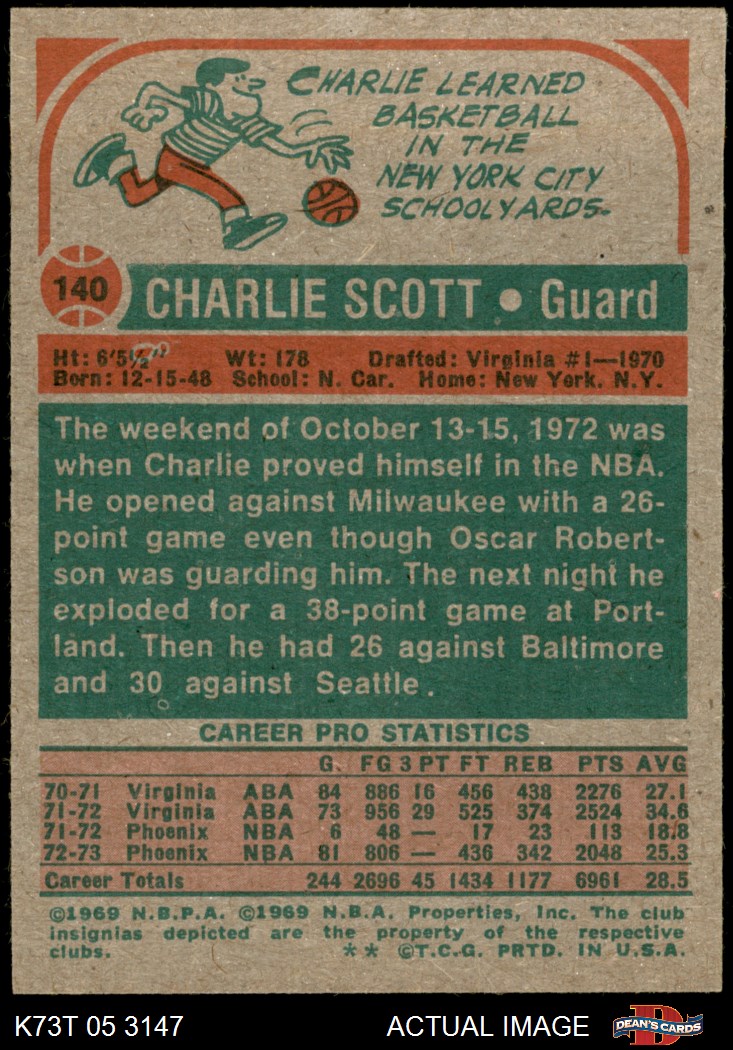 CHARLIE LEARNED
BASKETBALL
IN THE
NEW YORK CITY
SCHOOLYARDS.
140 CHARLIE SCOTT • Guard
Ht: 6'5½" Wt: 178 Drafted: Virginia #1—1970
Born: 12-15-48 School: N. Car. Home: New York, N.Y.
The weekend of October 13-15, 1972 was
when Charlie proved himself in the NBA.
He opened against Milwaukee with a 26-
point game even though Oscar Robert-
son was guarding him. The next night he
exploded for a 38-point game at Port-
land. Then he had 26 against Baltimore
and 30 against Seattle.
CAREER PRO STATISTICS
G. FG 3 PT FT REB PTS AVG
70-71 Virginia ABA 84 886 16 456 438 2276 27.1
71-72 Virginia ABA 73 956 29 525 374 2524 34.6
71-72 Phoenix NBA 6 48 — 17 23 113 18.8
72-73 Phoenix NBA 81 806 — 436 342 2048 25.3
Career Totals 244 2696 45 1434 1177 6961 28.5
©1969 N.B.P.A. ©1969 N.B.A. Properties, Inc. The club
insignias depicted are the property of the respective
clubs. ** ©T.C.G. PRTD. IN U.S.A.
K73T 05 3147 ACTUAL IMAGE D DEAN'S CARDS